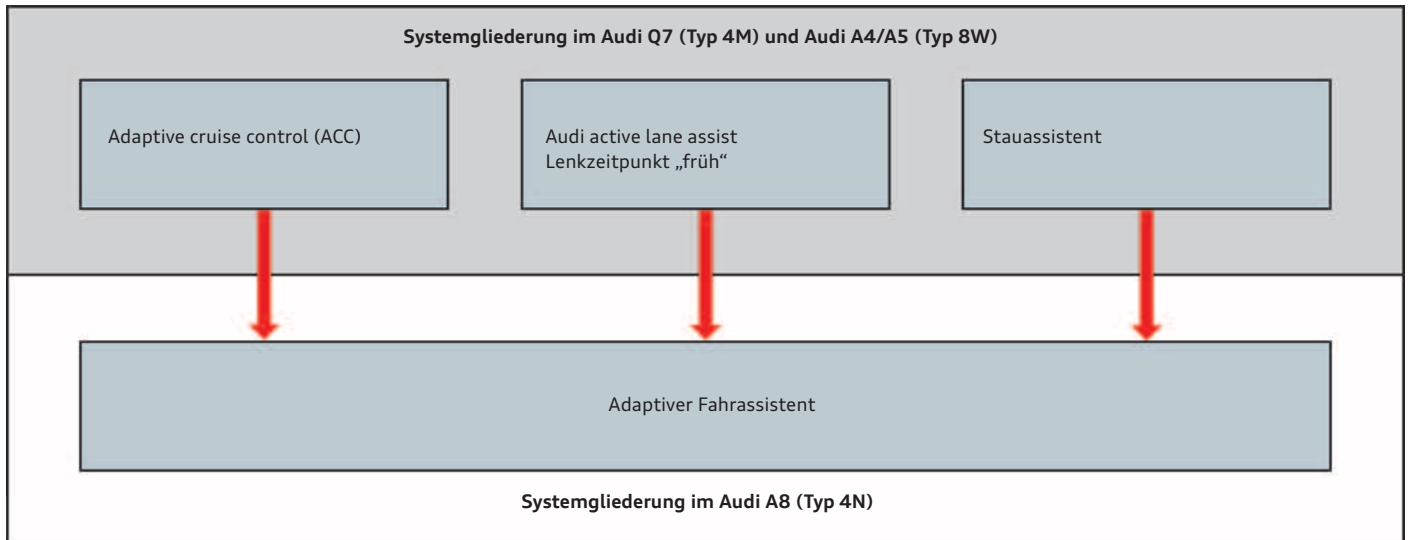 Systemgliederung im Audi Q7 (Typ 4M) und Audi A4/A5 (Typ 8W)
Adaptive cruise control (ACC)
Audi active lane assist
Lenkzeitpunkt „früh“
Stauassistent
Adaptiver Fahrassistent
Systemgliederung im Audi A8 (Typ 4N)